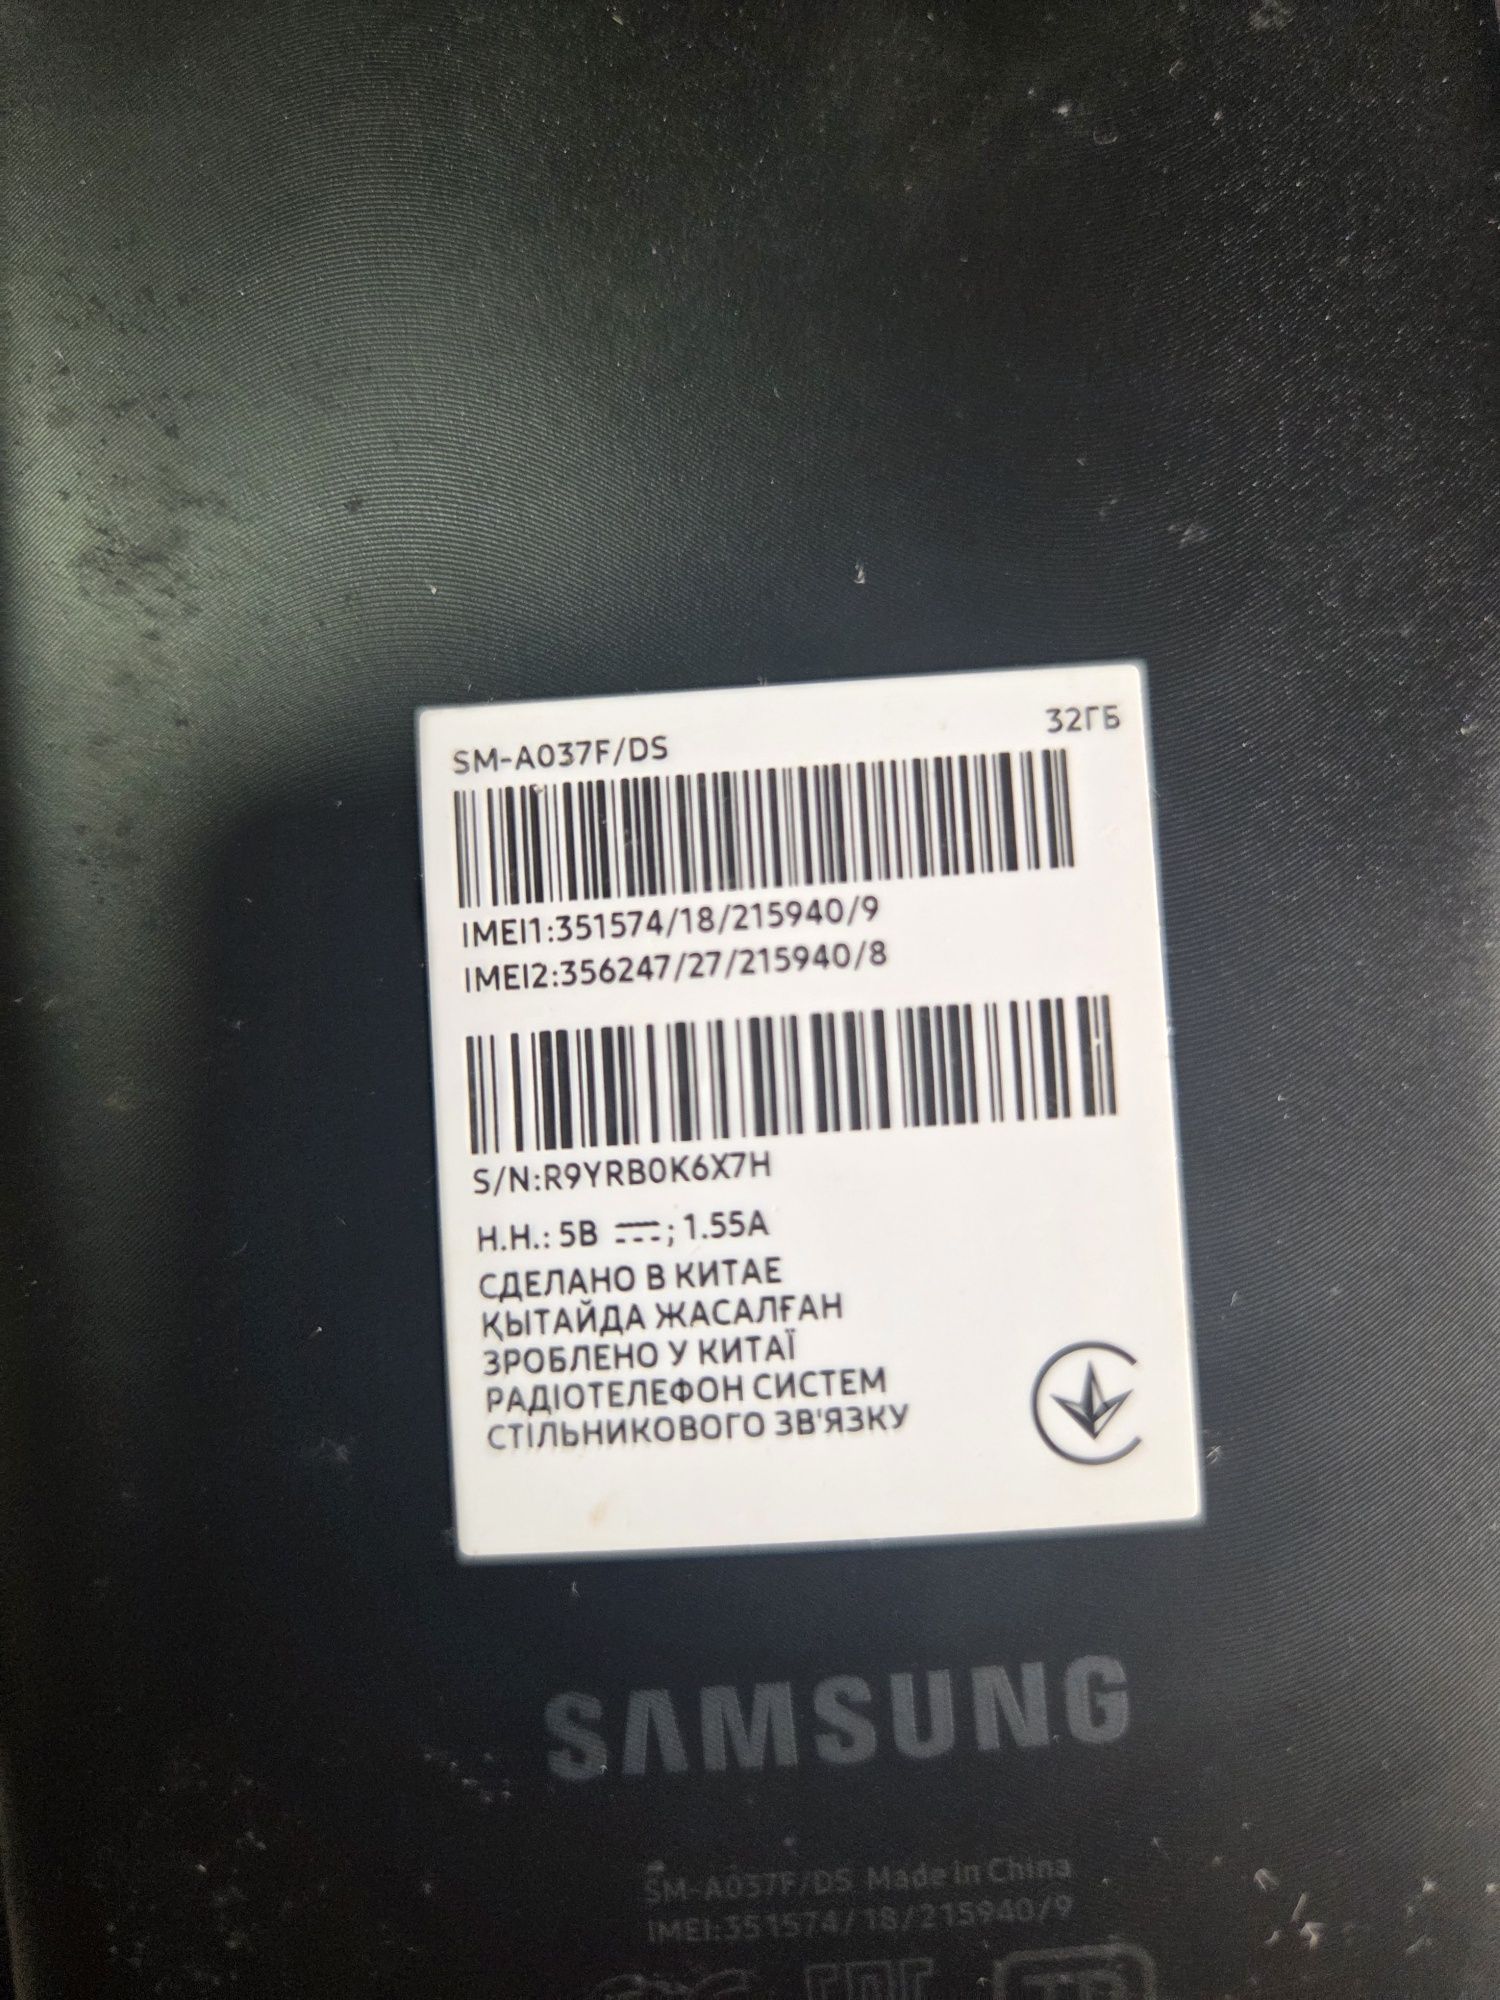 SM-A037F/DS 32ГБ
IMEI1:351574/18/215940/9
IMEI2:356247/27/215940/8
S/N:R9YRB0K6X7H
Н.Н.: 5В ⎓; 1.55А
СДЕЛАНО В КИТАЕ
ҚЫТАЙДА ЖАСАЛҒАН
ЗРОБЛЕНО У КИТАЇ
РАДІОТЕЛЕФОН СИСТЕМ
СТІЛЬНИКОВОГО ЗВ'ЯЗКУ
SAMSUNG
SM-A037F/DS Made in China
IMEI:351574/18/215940/9